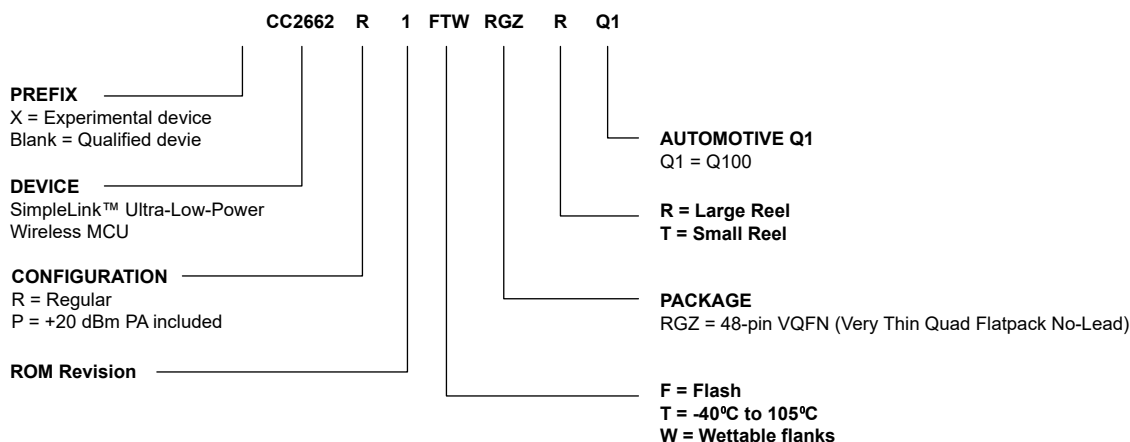 CC2662 R 1 FTW RGZ R Q1
PREFIX
X = Experimental device
Blank = Qualified devie
DEVICE
SimpleLink™ Ultra-Low-Power
Wireless MCU
CONFIGURATION
R = Regular
P = +20 dBm PA included
ROM Revision
AUTOMOTIVE Q1
Q1 = Q100
R = Large Reel
T = Small Reel
PACKAGE
RGZ = 48-pin VQFN (Very Thin Quad Flatpack No-Lead)
F = Flash
T = -40ºC to 105ºC
W = Wettable flanks